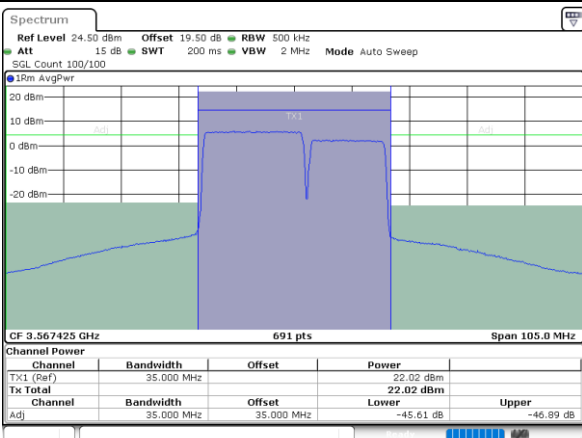 Spectrum
Ref Level 24.50 dBm Offset 19.50 dB RBW 500 kHz
Att 15 dB SWT 200 ms VBW 2 MHz Mode Auto Sweep
SGL Count 100/100
1Rm AvgPwr
20 dBm
TX1
10 dBm
Adj Adj
0 dBm
-10 dBm
-20 dBm
CF 3.567425 GHz 691 pts Span 105.0 MHz
Channel Power
Channel Bandwidth Offset Power
TX1 (Ref) 35.000 MHz 22.02 dBm
Tx Total 22.02 dBm
Channel Bandwidth Offset Lower Upper
Adj 35.000 MHz 35.000 MHz -45.61 dB -46.89 dB